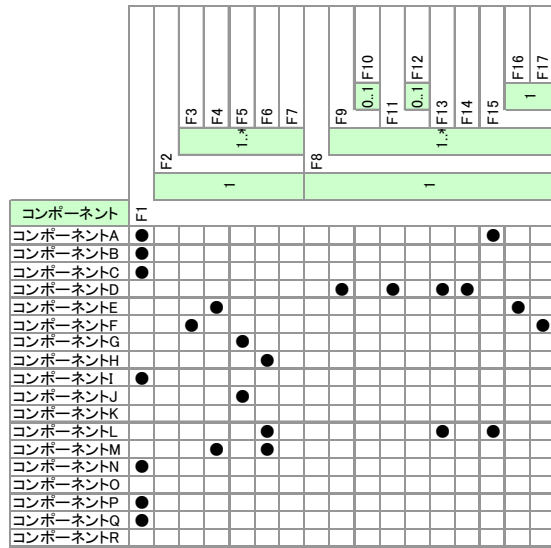 F10
F12
F16
F17
0..1
0..1
1
F3
F4
F5
F6
F7
F9
F11
F13
F14
F15
1..*
1..*
F2
F8
1
1
コンポーネント
F1
コンポーネントA ● ●
コンポーネントB ●
コンポーネントC ●
コンポーネントD ● ● ● ●
コンポーネントE ● ●
コンポーネントF ● ●
コンポーネントG ●
コンポーネントH ●
コンポーネントI ●
コンポーネントJ ●
コンポーネントK
コンポーネントL ● ● ●
コンポーネントM ● ●
コンポーネントN ●
コンポーネントO
コンポーネントP ●
コンポーネントQ ●
コンポーネントR